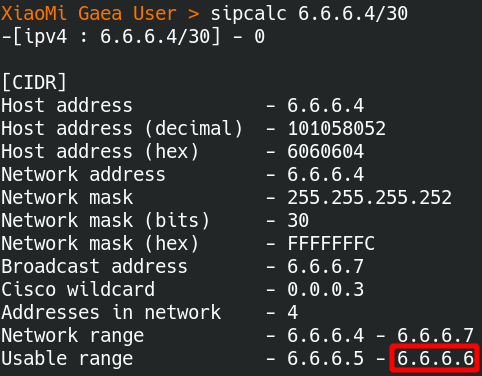 XiaoMi Gaea User > sipcalc 6.6.6.4/30
-[ipv4 : 6.6.6.4/30] - 0
[CIDR]
Host address - 6.6.6.4
Host address (decimal) - 101058052
Host address (hex) - 6060604
Network address - 6.6.6.4
Network mask - 255.255.255.252
Network mask (bits) - 30
Network mask (hex) - FFFFFFFC
Broadcast address - 6.6.6.7
Cisco wildcard - 0.0.0.3
Addresses in network - 4
Network range - 6.6.6.4 - 6.6.6.7
Usable range - 6.6.6.5 - 6.6.6.6